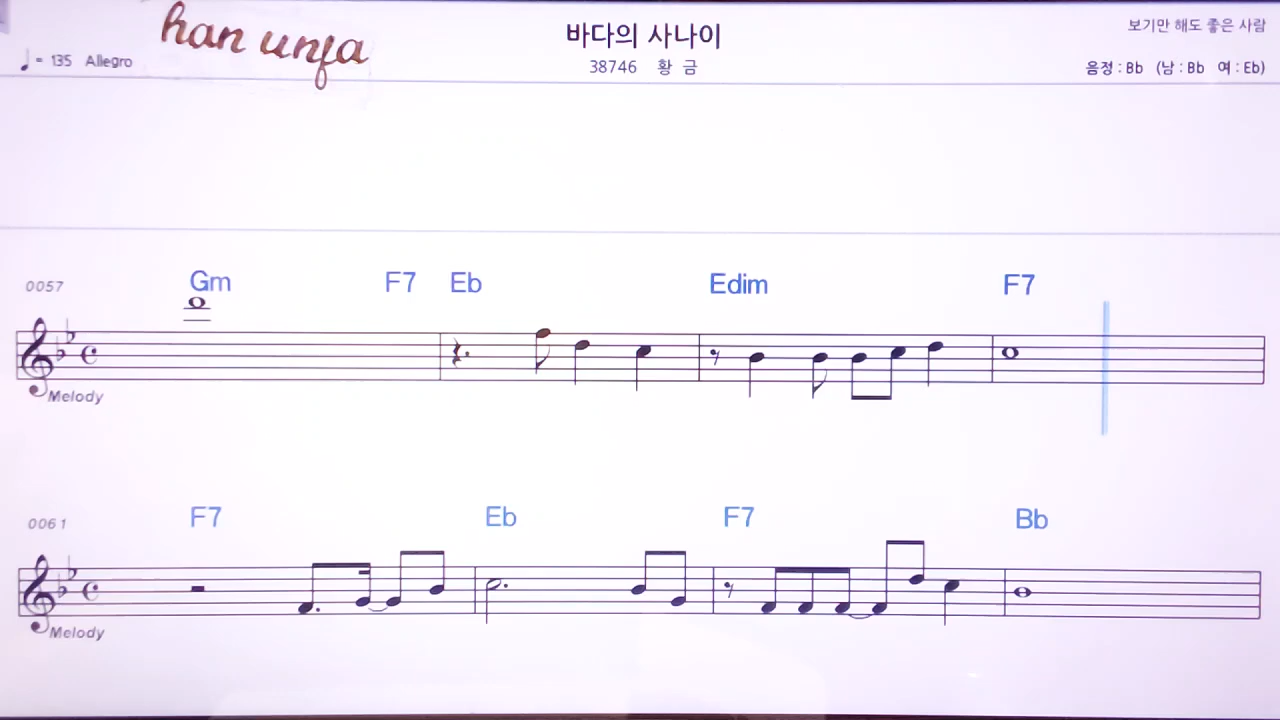 han unfa
바다의 사나이
보기만 해도 좋은 사람
♩= 135 Allegro
38746 황 금
음정 : Bb (남 : Bb 여 : Eb)
0057 Gm F7 Eb Edim F7
Melody
0061 F7 Eb F7 Bb
Melody